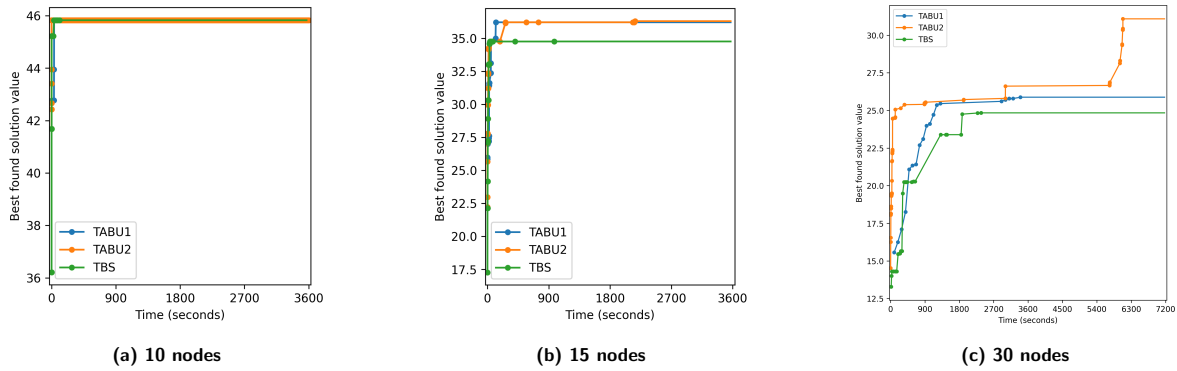 46
44
42
40
38
36
Best found solution value
TABU1
TABU2
TBS
0 900 1800 2700 3600
Time (seconds)
(a) 10 nodes
35.0
32.5
30.0
27.5
25.0
22.5
20.0
17.5
Best found solution value
TABU1
TABU2
TBS
0 900 1800 2700 3600
Time (seconds)
(b) 15 nodes
30.0
27.5
25.0
22.5
20.0
17.5
15.0
12.5
Best found solution value
TABU1
TABU2
TBS
0 900 1800 2700 3600 4500 5400 6300 7200
Time (seconds)
(c) 30 nodes